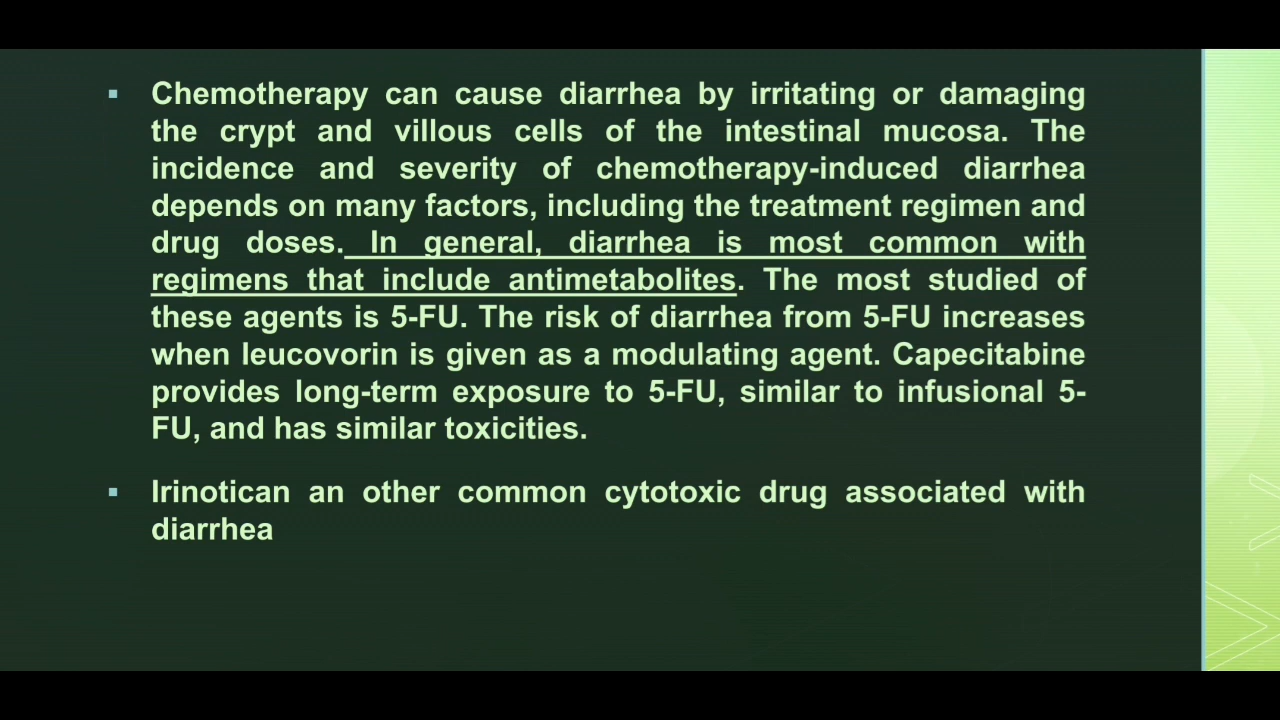 ▪ Chemotherapy can cause diarrhea by irritating or damaging
the crypt and villous cells of the intestinal mucosa. The
incidence and severity of chemotherapy-induced diarrhea
depends on many factors, including the treatment regimen and
drug doses. In general, diarrhea is most common with
regimens that include antimetabolites. The most studied of
these agents is 5-FU. The risk of diarrhea from 5-FU increases
when leucovorin is given as a modulating agent. Capecitabine
provides long-term exposure to 5-FU, similar to infusional 5-
FU, and has similar toxicities.
▪ Irinotican an other common cytotoxic drug associated with
diarrhea